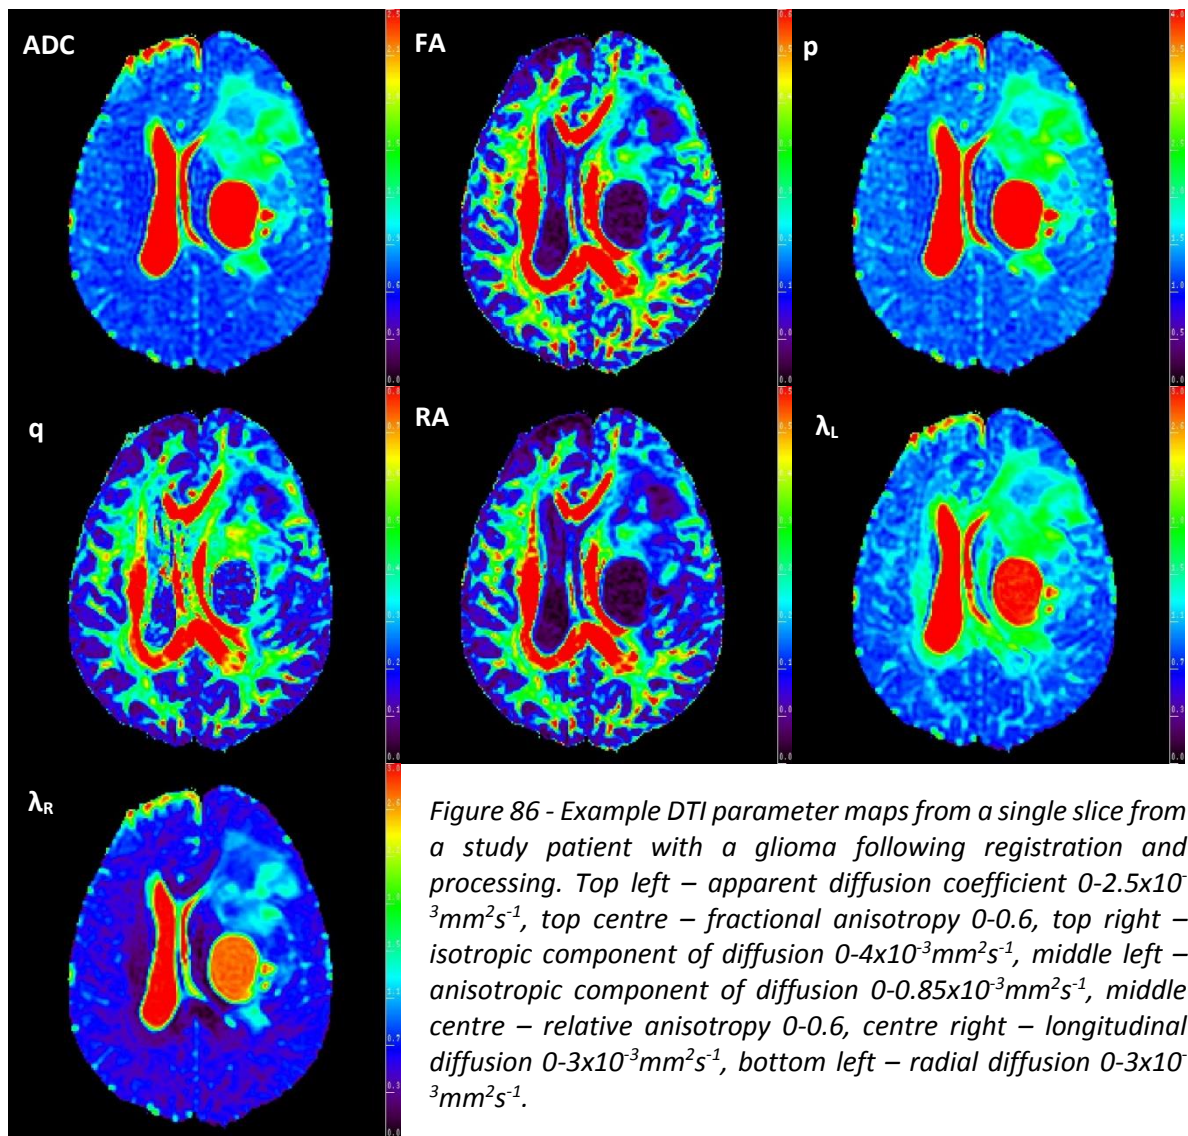 ADC
FA
p
q
RA
λL
λR
Figure 86 - Example DTI parameter maps from a single slice from
a study patient with a glioma following registration and
processing. Top left – apparent diffusion coefficient 0-2.5x10-
3mm2s-1, top centre – fractional anisotropy 0-0.6, top right –
isotropic component of diffusion 0-4x10-3mm2s-1, middle left –
anisotropic component of diffusion 0-0.85x10-3mm2s-1, middle
centre – relative anisotropy 0-0.6, centre right – longitudinal
diffusion 0-3x10-3mm2s-1, bottom left – radial diffusion 0-3x10-
3mm2s-1.